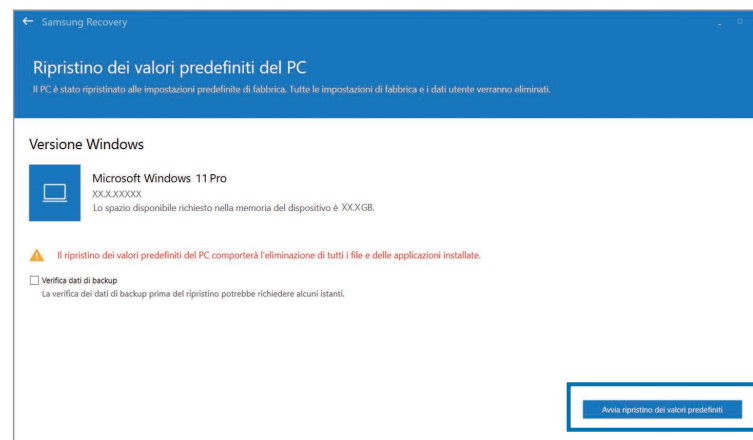 Samsung Recovery
Ripristino dei valori predefiniti del PC
Il PC è stato ripristinato alle impostazioni predefinite di fabbrica. Tutte le impostazioni di fabbrica e i dati utente verranno eliminati.
Versione Windows
Microsoft Windows 11 Pro
XX.X.XXXXX
Lo spazio disponibile richiesto nella memoria del dispositivo è XX.XGB.
Il ripristino dei valori predefiniti del PC comporterà l'eliminazione di tutti i file e delle applicazioni installate.
Verifica dati di backup
La verifica dei dati di backup prima del ripristino potrebbe richiedere alcuni istanti.
Avvia ripristino dei valori predefiniti